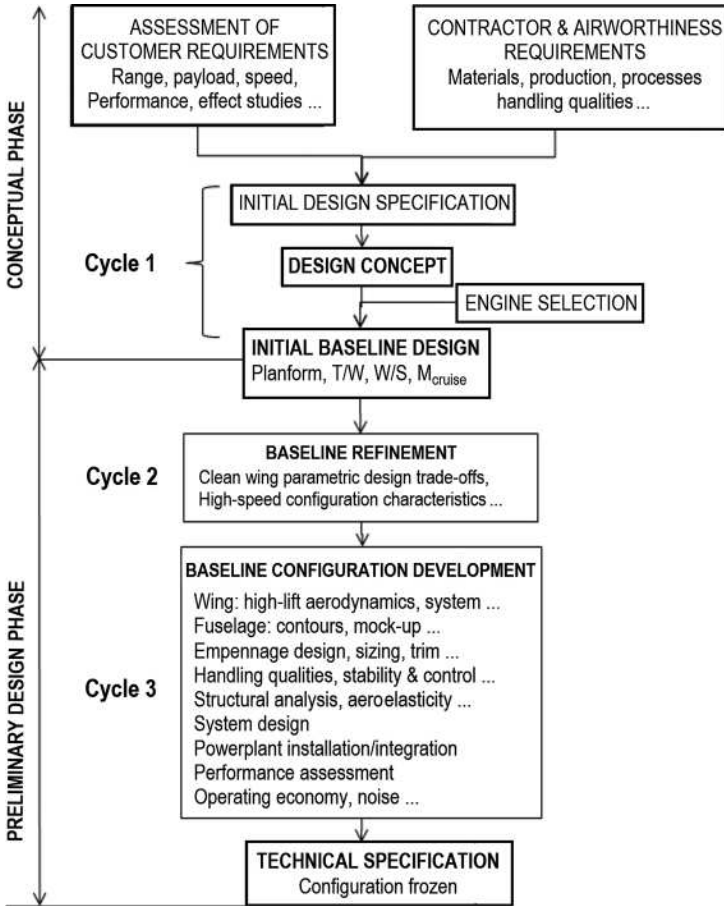 ASSESSMENT OF
CUSTOMER REQUIREMENTS
Range, payload, speed,
Performance, effect studies ...
CONTRACTOR & AIRWORTHINESS
REQUIREMENTS
Materials, production, processes
handling qualities ...
CONCEPTUAL PHASE
Cycle 1
INITIAL DESIGN SPECIFICATION
DESIGN CONCEPT
ENGINE SELECTION
INITIAL BASELINE DESIGN
Planform, T/W, W/S, Mcruise
PRELIMINARY DESIGN PHASE
Cycle 2
BASELINE REFINEMENT
Clean wing parametric design trade-offs,
High-speed configuration characteristics ...
Cycle 3
BASELINE CONFIGURATION DEVELOPMENT
Wing: high-lift aerodynamics, system ...
Fuselage: contours, mock-up ...
Empennage design, sizing, trim ...
Handling qualities, stability & control ...
Structural analysis, aeroelasticity ...
System design
Powerplant installation/integration
Performance assessment
Operating economy, noise ...
TECHNICAL SPECIFICATION
Configuration frozen